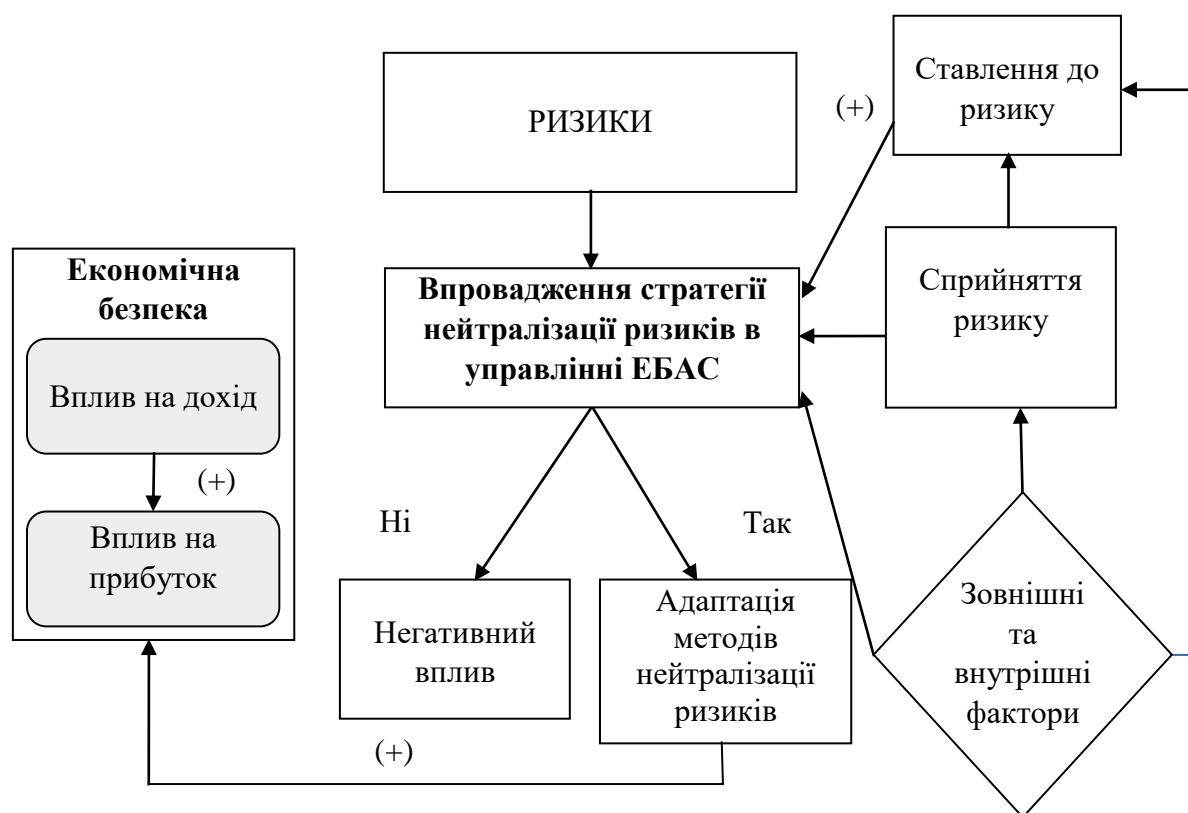 РИЗИКИ
(+)
Ставлення до
ризику
Економічна
безпека
Вплив на дохід
(+)
Вплив на
прибуток
Впровадження стратегії
нейтралізації ризиків в
управлінні ЕБАС
Сприйняття
ризику
Ні
Так
Негативний
вплив
Адаптація
методів
нейтралізації
ризиків
Зовнішні
та
внутрішні
фактори
(+)